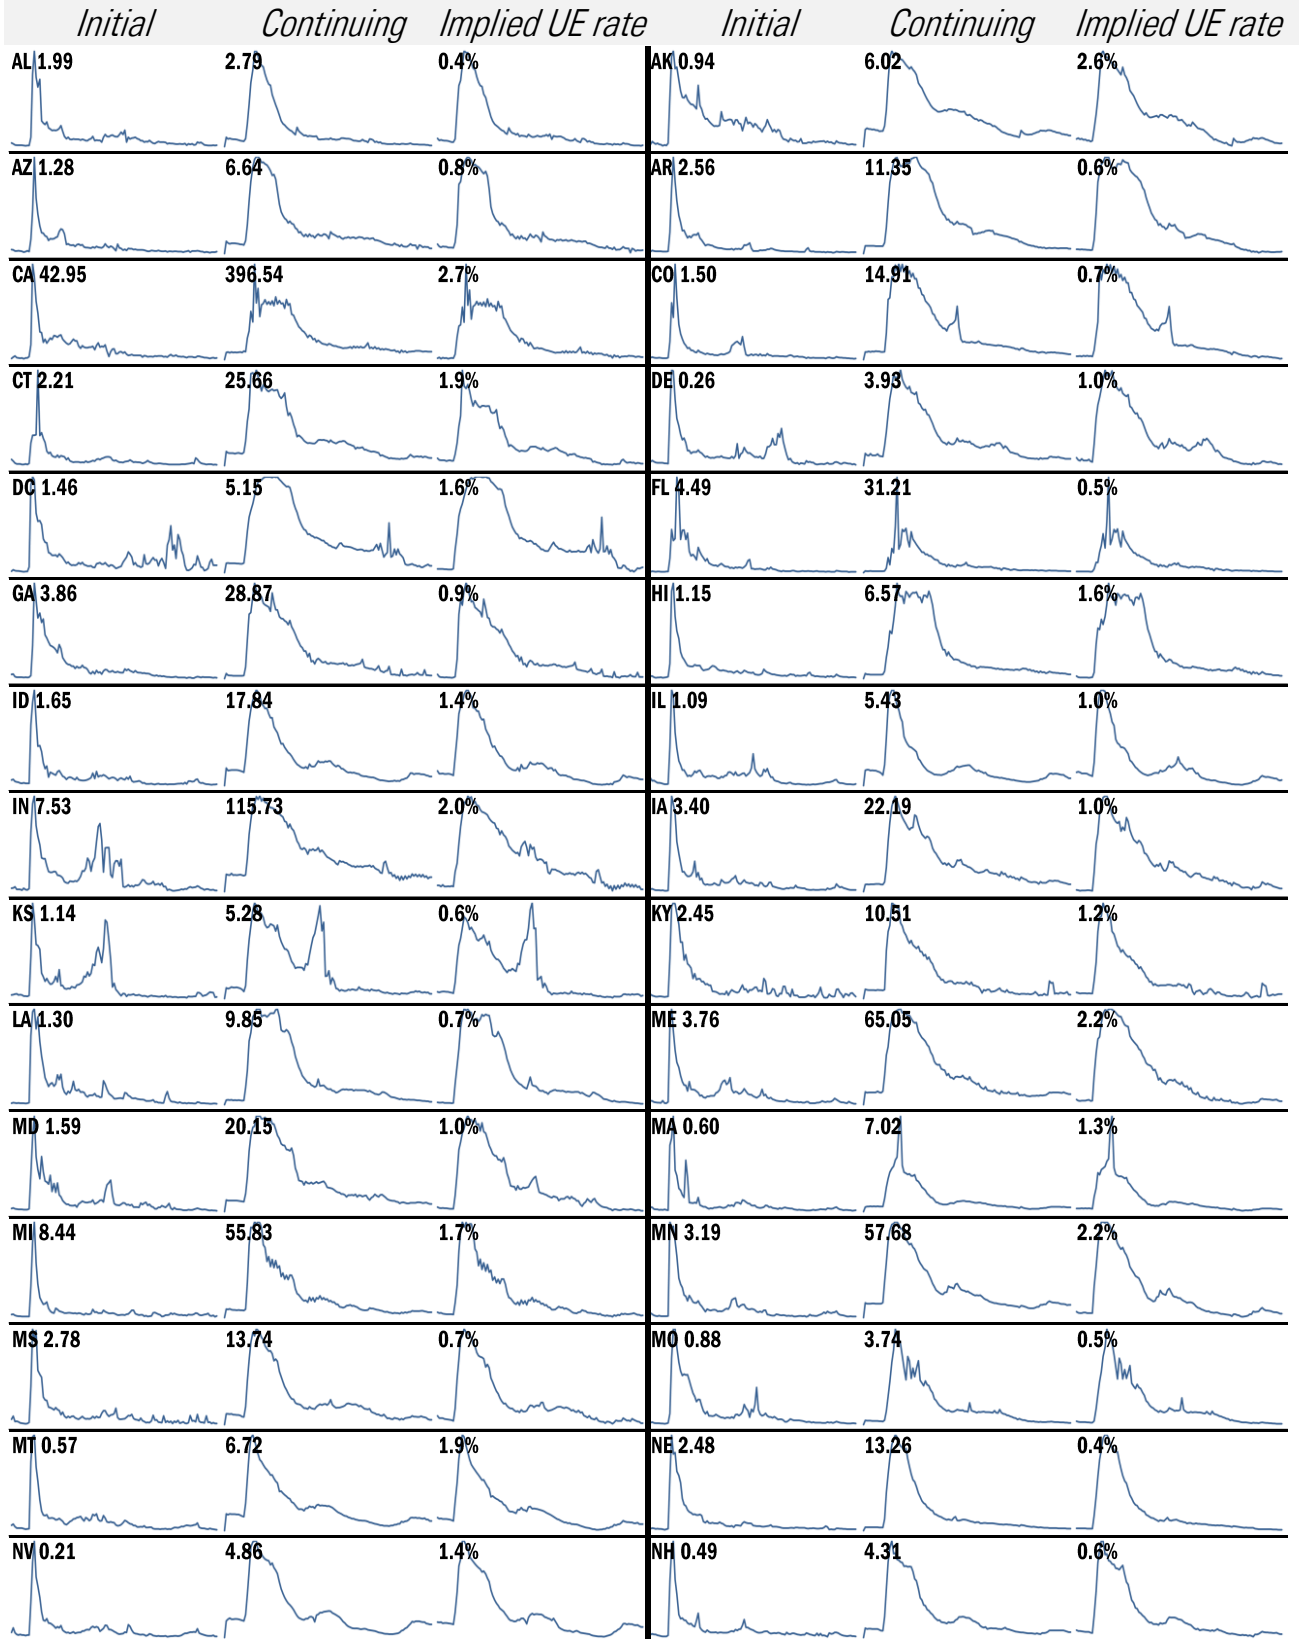 Initial Continuing Implied UE rate Initial Continuing Implied UE rate
AL 1.99 2.79 0.4% AK 0.94 6.02 2.6%
AZ 1.28 6.64 0.8% AR 2.56 11.35 0.6%
CA 42.95 396.54 2.7% CO 1.50 14.91 0.7%
CT 2.21 25.66 1.9% DE 0.26 3.93 1.0%
DC 1.46 5.15 1.6% FL 4.49 31.21 0.5%
GA 3.86 28.87 0.9% HI 1.15 6.57 1.6%
ID 1.65 17.84 1.4% IL 1.09 5.43 1.0%
IN 7.53 115.73 2.0% IA 3.40 22.19 1.0%
KS 1.14 5.28 0.6% KY 2.45 10.51 1.2%
LA 1.30 9.85 0.7% ME 3.76 65.05 2.2%
MD 1.59 20.15 1.0% MA 0.60 7.02 1.3%
MI 8.44 55.83 1.7% MN 3.19 57.68 2.2%
MS 2.78 13.74 0.7% MO 0.88 3.74 0.5%
MT 0.57 6.72 1.9% NE 2.48 13.26 0.4%
NV 0.21 4.86 1.4% NH 0.49 4.31 0.6%